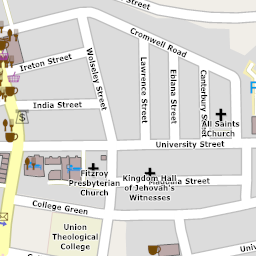 Cromwell Road
Ireton Street
Wolseley Street
Lawrence Street
Eblana Street
Canterbury Street
India Street
All Saints
Church
University Street
Fitzroy
Presbyterian
Church
Kingdom Hall
of Jehovah's
Witnesses
Street
College Green
Union
Theological
College